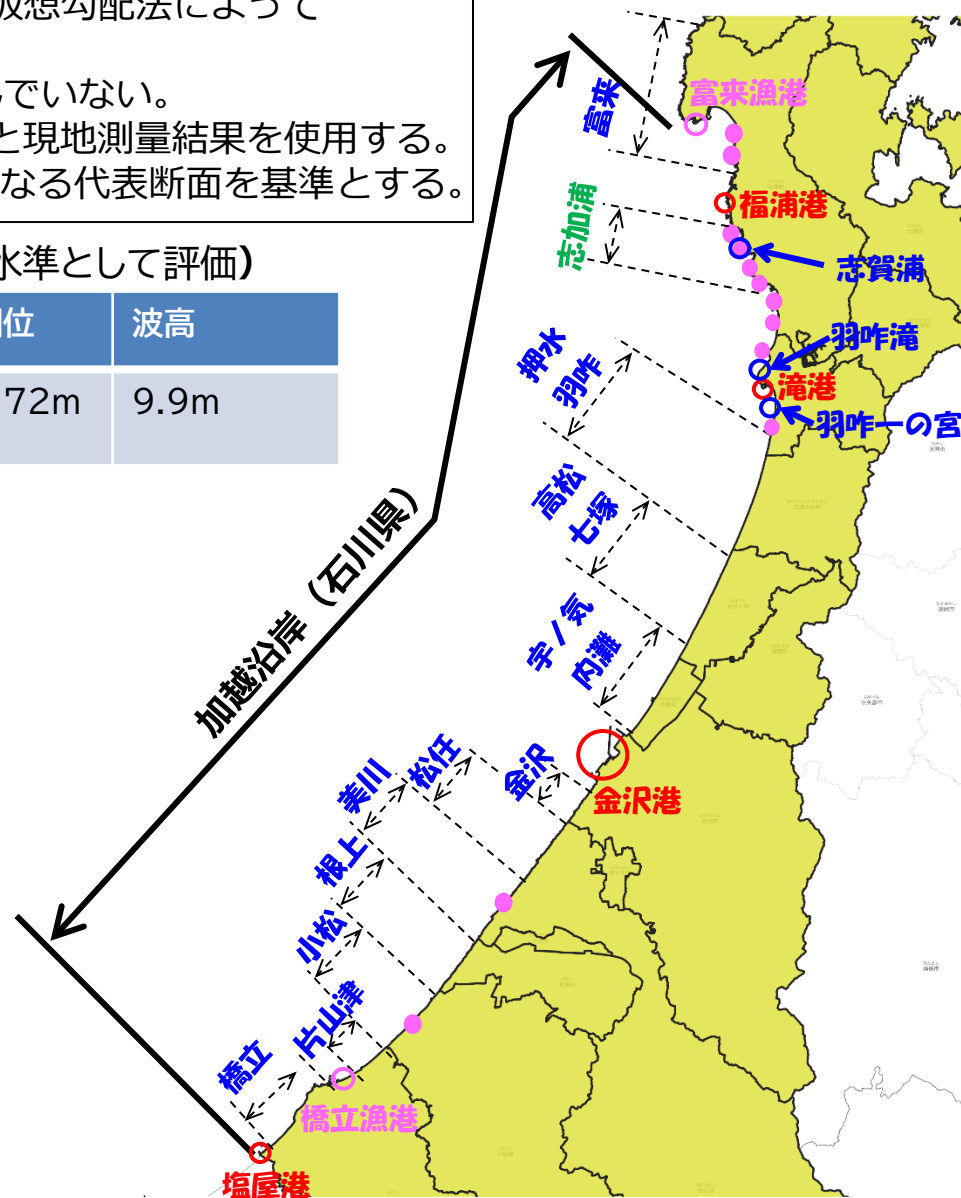 仮想勾配法によって
でいない。
と現地測量結果を使用する。
なる代表断面を基準とする。
水準として評価)
位
波高
72m
9.9m
富来
富来漁港
福浦港
志加浦
志賀浦
押水
羽咋
羽咋滝
滝港
羽咋一の宮
高松
七塚
宇ノ気
内灘
加越沿岸（石川県）
金沢
金沢港
松任
美川
根上
小松
片山津
橋立
橋立漁港
塩屋港